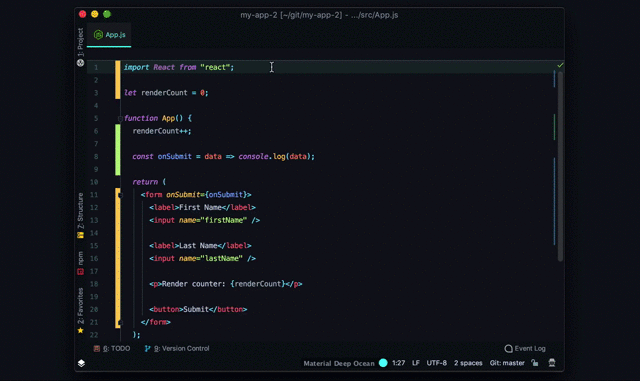 my-app-2 [~/git/my-app-2] - .../src/App.js
App.js
1: Project
1 import React from "react";
2
3 let renderCount = 0;
4
5 function App() {
6 renderCount++;
7
8 const onSubmit = data => console.log(data);
9
10 return (
11 <form onSubmit={onSubmit}>
12 <label>First Name</label>
13 <input name="firstName" />
14
15 <label>Last Name</label>
16 <input name="lastName" />
17
18 <p>Render counter: {renderCount}</p>
19
20 <button>Submit</button>
21 </form>
22 );
Z: Structure
npm
2: Favorites
6: TODO
9: Version Control
Event Log
Material Deep Ocean
1:27 LF UTF-8 2 spaces Git: master